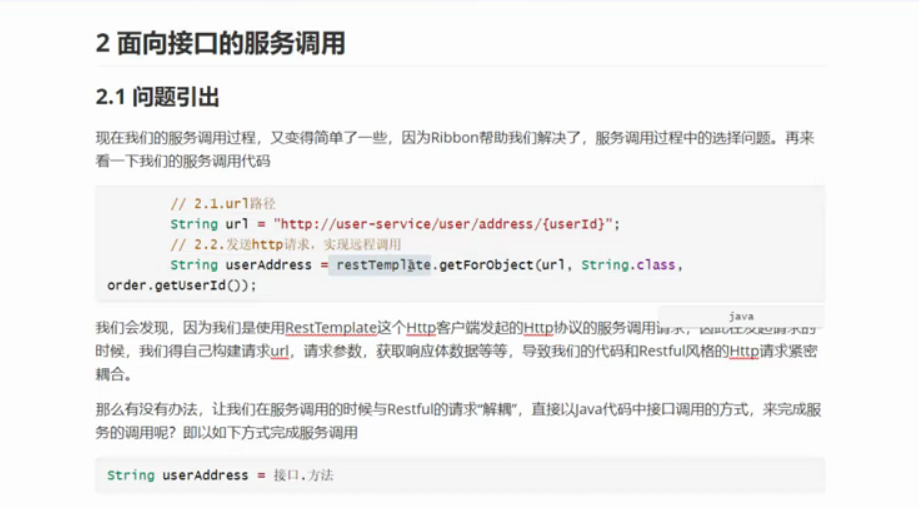 2 面向接口的服务调用
2.1 问题引出
现在我们的服务调用过程，又变得简单了一些，因为Ribbon帮助我们解决了，服务调用过程中的选择问题。再来
看一下我们的服务调用代码
// 2.1.url路径
String url = "http://user-service/user/address/{userId}";
// 2.2.发送http请求，实现远程调用
String userAddress = restTemplate.getForObject(url, String.class,
order.getUserId());
java
我们会发现，因为我们是使用RestTemplate这个Http客户端发起的Http协议的服务调用请求，因此在发起请求的
时候，我们得自己构建请求url，请求参数，获取响应体数据等等，导致我们的代码和Restful风格的Http请求紧密
耦合。
那么有没有办法，让我们在服务调用的时候与Restful的请求“解耦”，直接以Java代码中接口调用的方式，来完成服
务的调用呢？即以如下方式完成服务调用
String userAddress = 接口.方法